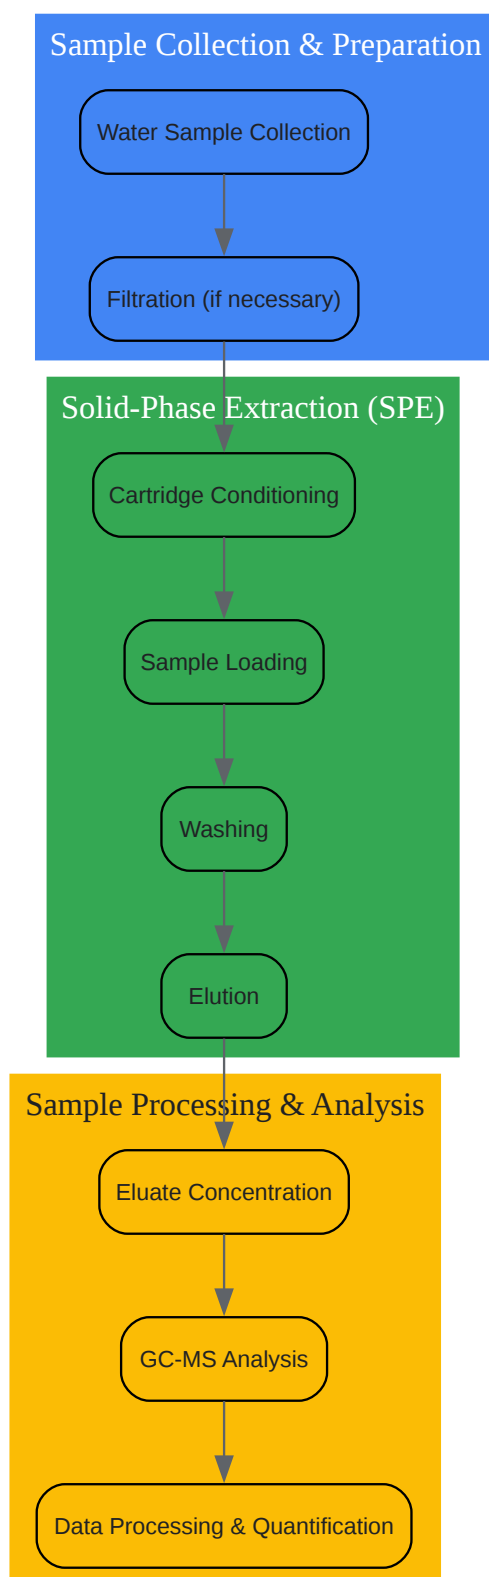 Sample Collection & Preparation
Water Sample Collection
Filtration (if necessary)
Solid-Phase Extraction (SPE)
Cartridge Conditioning
Sample Loading
Washing
Elution
Sample Processing & Analysis
Eluate Concentration
GC-MS Analysis
Data Processing & Quantification